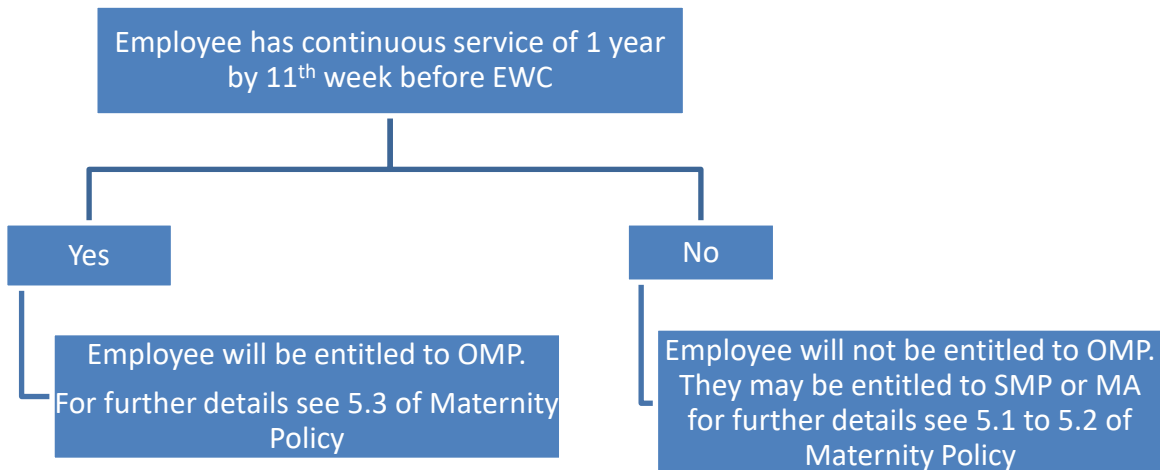 Employee has continuous service of 1 year
by 11th week before EWC
Yes
No
Employee will be entitled to OMP.
For further details see 5.3 of Maternity
Policy
Employee will not be entitled to OMP.
They may be entitled to SMP or MA
for further details see 5.1 to 5.2 of
Maternity Policy